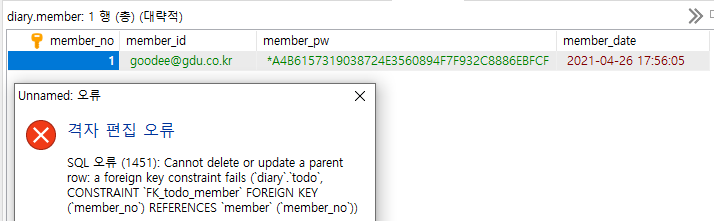 diary.member: 1 행 (총) (대략적)
member_no member_id member_pw member_date
1 goodee@gdu.co.kr *A4B6157319038724E3560894F7F932C8886EBFCF 2021-04-26 17:56:05
Unnamed: 오류
격자 편집 오류
SQL 오류 (1451): Cannot delete or update a parent
row: a foreign key constraint fails (`diary`.`todo`,
CONSTRAINT `FK_todo_member` FOREIGN KEY
(`member_no`) REFERENCES `member` (`member_no`))